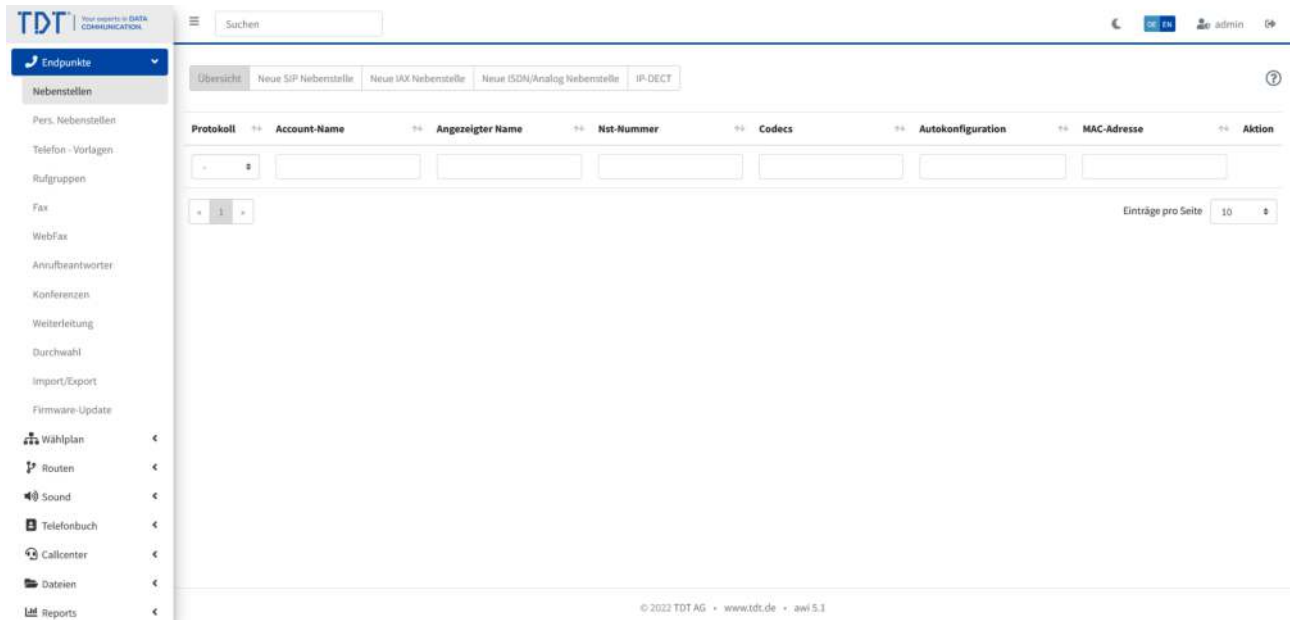 TDT Your experts in DATA COMMUNICATION.
Suchen
DE EN
admin
Endpunkte
Nebenstellen
Pers. Nebenstellen
Telefon - Vorlagen
Rufgruppen
Fax
WebFax
Anrufbeantworter
Konferenzen
Weiterleitung
Durchwahl
Import/Export
Firmware-Update
Wählplan
Routen
Sound
Telefonbuch
Callcenter
Dateien
Reports
Übersicht Neue SIP Nebenstelle Neue IAX Nebenstelle Neue ISDN/Analog Nebenstelle IP-DECT
Protokoll Account-Name Angezeigter Name Nst-Nummer Codecs Autokonfiguration MAC-Adresse Aktion
-
« 1 » Einträge pro Seite 10
© 2022 TDT AG • www.tdt.de • awi 5.1